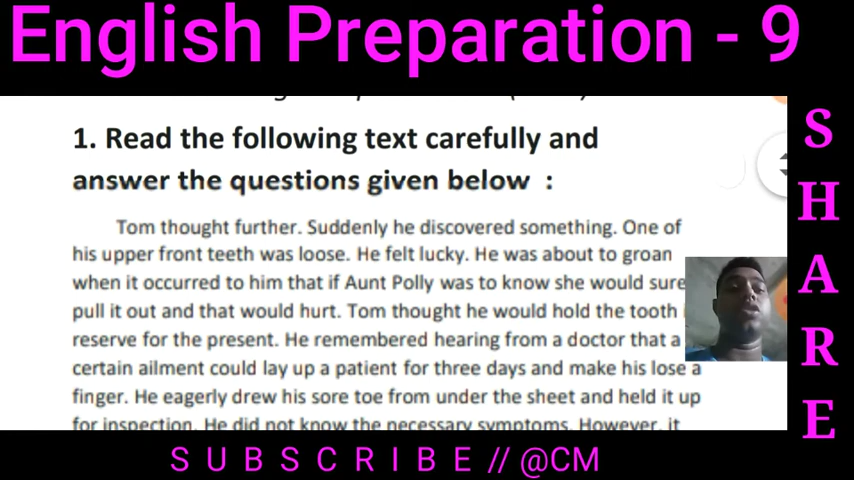 English Preparation - 9
1. Read the following text carefully and
answer the questions given below :
Tom thought further. Suddenly he discovered something. One of
his upper front teeth was loose. He felt lucky. He was about to groan
when it occurred to him that if Aunt Polly was to know she would sure
pull it out and that would hurt. Tom thought he would hold the tooth
reserve for the present. He remembered hearing from a doctor that a
certain ailment could lay up a patient for three days and make his lose a
finger. He eagerly drew his sore toe from under the sheet and held it up
for inspection. He did not know the necessary symptoms. However, it
SHARE
SUBSCRIBE // @CM